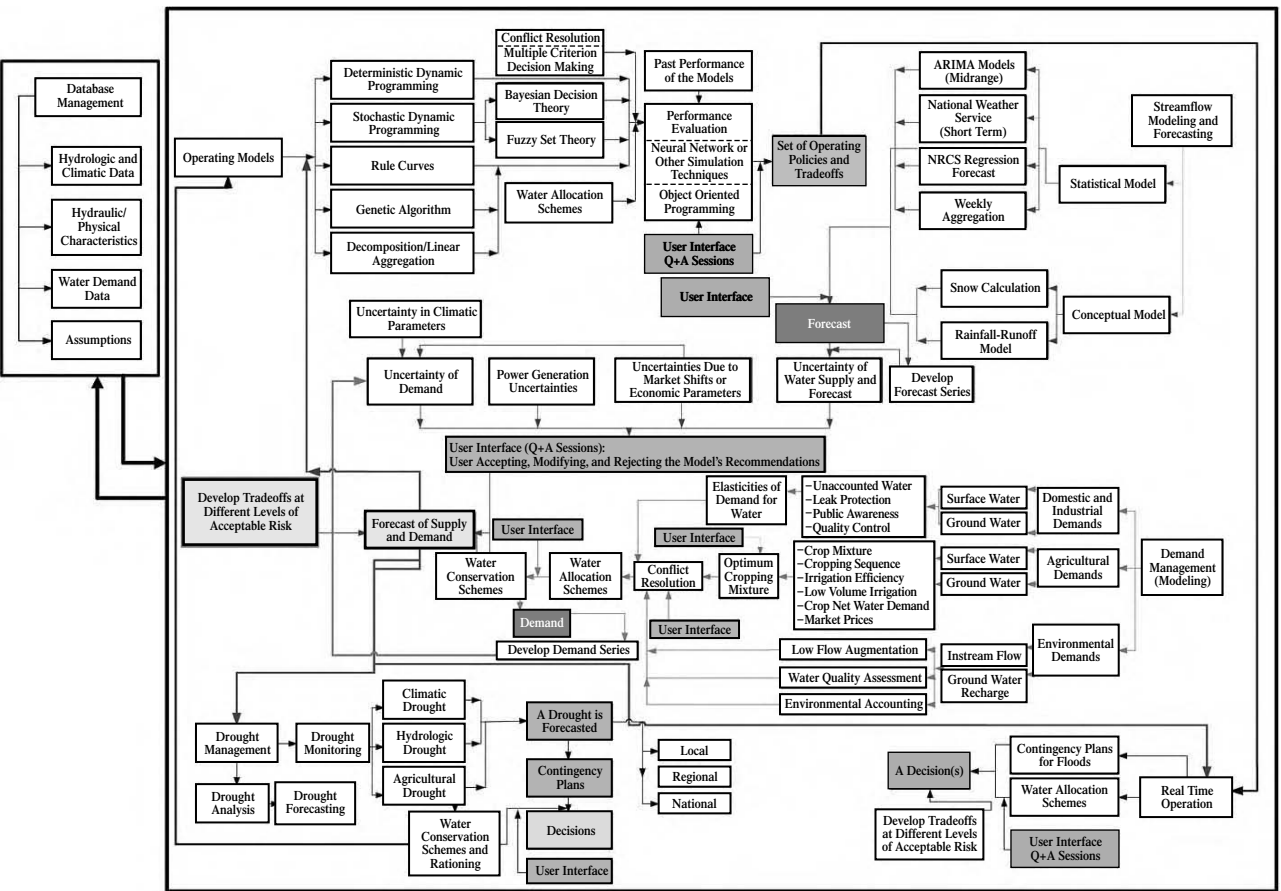 Database
Management
Hydrologic and
Climatic Data
Hydraulic/
Physical
Characteristics
Water Demand
Data
Assumptions
Operating Models
Deterministic Dynamic
Programming
Stochastic Dynamic
Programming
Rule Curves
Genetic Algorithm
Decomposition/Linear
Aggregation
Conflict Resolution
Multiple Criterion
Decision Making
Bayesian Decision
Theory
Fuzzy Set Theory
Water Allocation
Schemes
Past Performance
of the Models
Performance
Evaluation
Neural Network or
Other Simulation
Techniques
Object Oriented
Programming
User Interface
Q+A Sessions
Set of Operating
Policies and
Tradeoffs
ARIMA Models
(Midrange)
National Weather
Service
(Short Term)
NRCS Regression
Forecast
Weekly
Aggregation
Streamflow
Modeling and
Forecasting
Statistical Model
Snow Calculation
Rainfall-Runoff
Model
Conceptual Model
User Interface
Forecast
Uncertainty in Climatic
Parameters
Uncertainty of
Demand
Power Generation
Uncertainties
Uncertainties Due to
Market Shifts or
Economic Parameters
Uncertainty of
Water Supply and
Forecast
Develop
Forecast Series
User Interface (Q+A Sessions):
User Accepting, Modifying, and Rejecting the Model's Recommendations
Develop Tradeoffs at
Different Levels of
Acceptable Risk
Forecast of Supply
and Demand
User Interface
Water
Conservation
Schemes
Water
Allocation
Schemes
Conflict
Resolution
Elasticities of
Demand for
Water
User Interface
Optimum
Cropping
Mixture
User Interface
−Unaccounted Water
−Leak Protection
−Public Awareness
−Quality Control
−Crop Mixture
−Cropping Sequence
−Irrigation Efficiency
−Low Volume Irrigation
−Crop Net Water Demand
−Market Prices
Surface Water
Ground Water
Domestic and
Industrial
Demands
Surface Water
Ground Water
Agricultural
Demands
Demand
Management
(Modeling)
Demand
Develop Demand Series
Low Flow Augmentation
Water Quality Assessment
Environmental Accounting
Instream Flow
Ground Water
Recharge
Environmental
Demands
Drought
Management
Drought
Monitoring
Drought
Analysis
Drought
Forecasting
Climatic
Drought
Hydrologic
Drought
Agricultural
Drought
Water
Conservation
Schemes and
Rationing
A Drought is
Forecasted
Contingency
Plans
Decisions
User Interface
Local
Regional
National
A Decision(s)
Develop Tradeoffs
at Different Levels
of Acceptable Risk
Contingency Plans
for Floods
Water Allocation
Schemes
User Interface
Q+A Sessions
Real Time
Operation